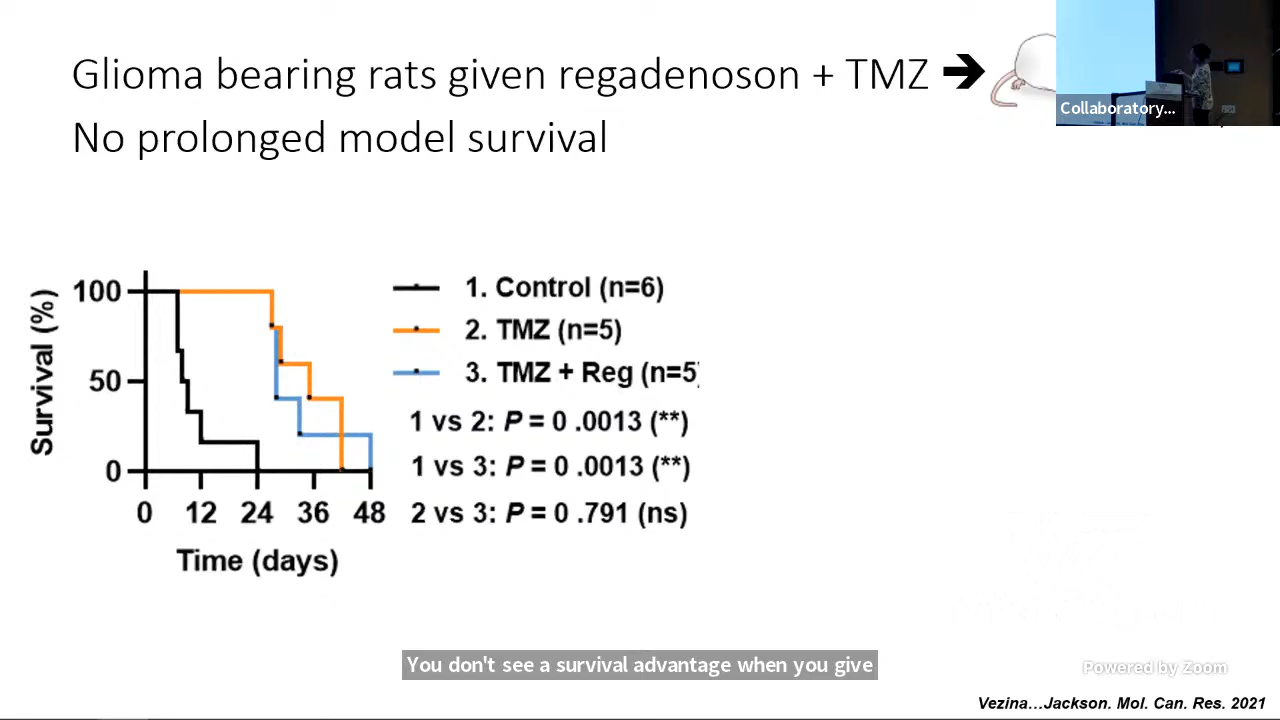 Glioma bearing rats given regadenoson + TMZ ➔
No prolonged model survival
Collaboratory...
Survival (%)
100
50
0
0 12 24 36 48
Time (days)
1. Control (n=6)
2. TMZ (n=5)
3. TMZ + Reg (n=5)
1 vs 2: P = 0 .0013 (**)
1 vs 3: P = 0 .0013 (**)
2 vs 3: P = 0 .791 (ns)
You don't see a survival advantage when you give
Powered by Zoom
Vezina...Jackson. Mol. Can. Res. 2021